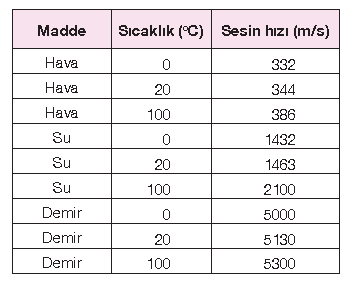 Madde Sıcaklık (°C) Sesin hızı (m/s)
Hava 0 332
Hava 20 344
Hava 100 386
Su 0 1432
Su 20 1463
Su 100 2100
Demir 0 5000
Demir 20 5130
Demir 100 5300